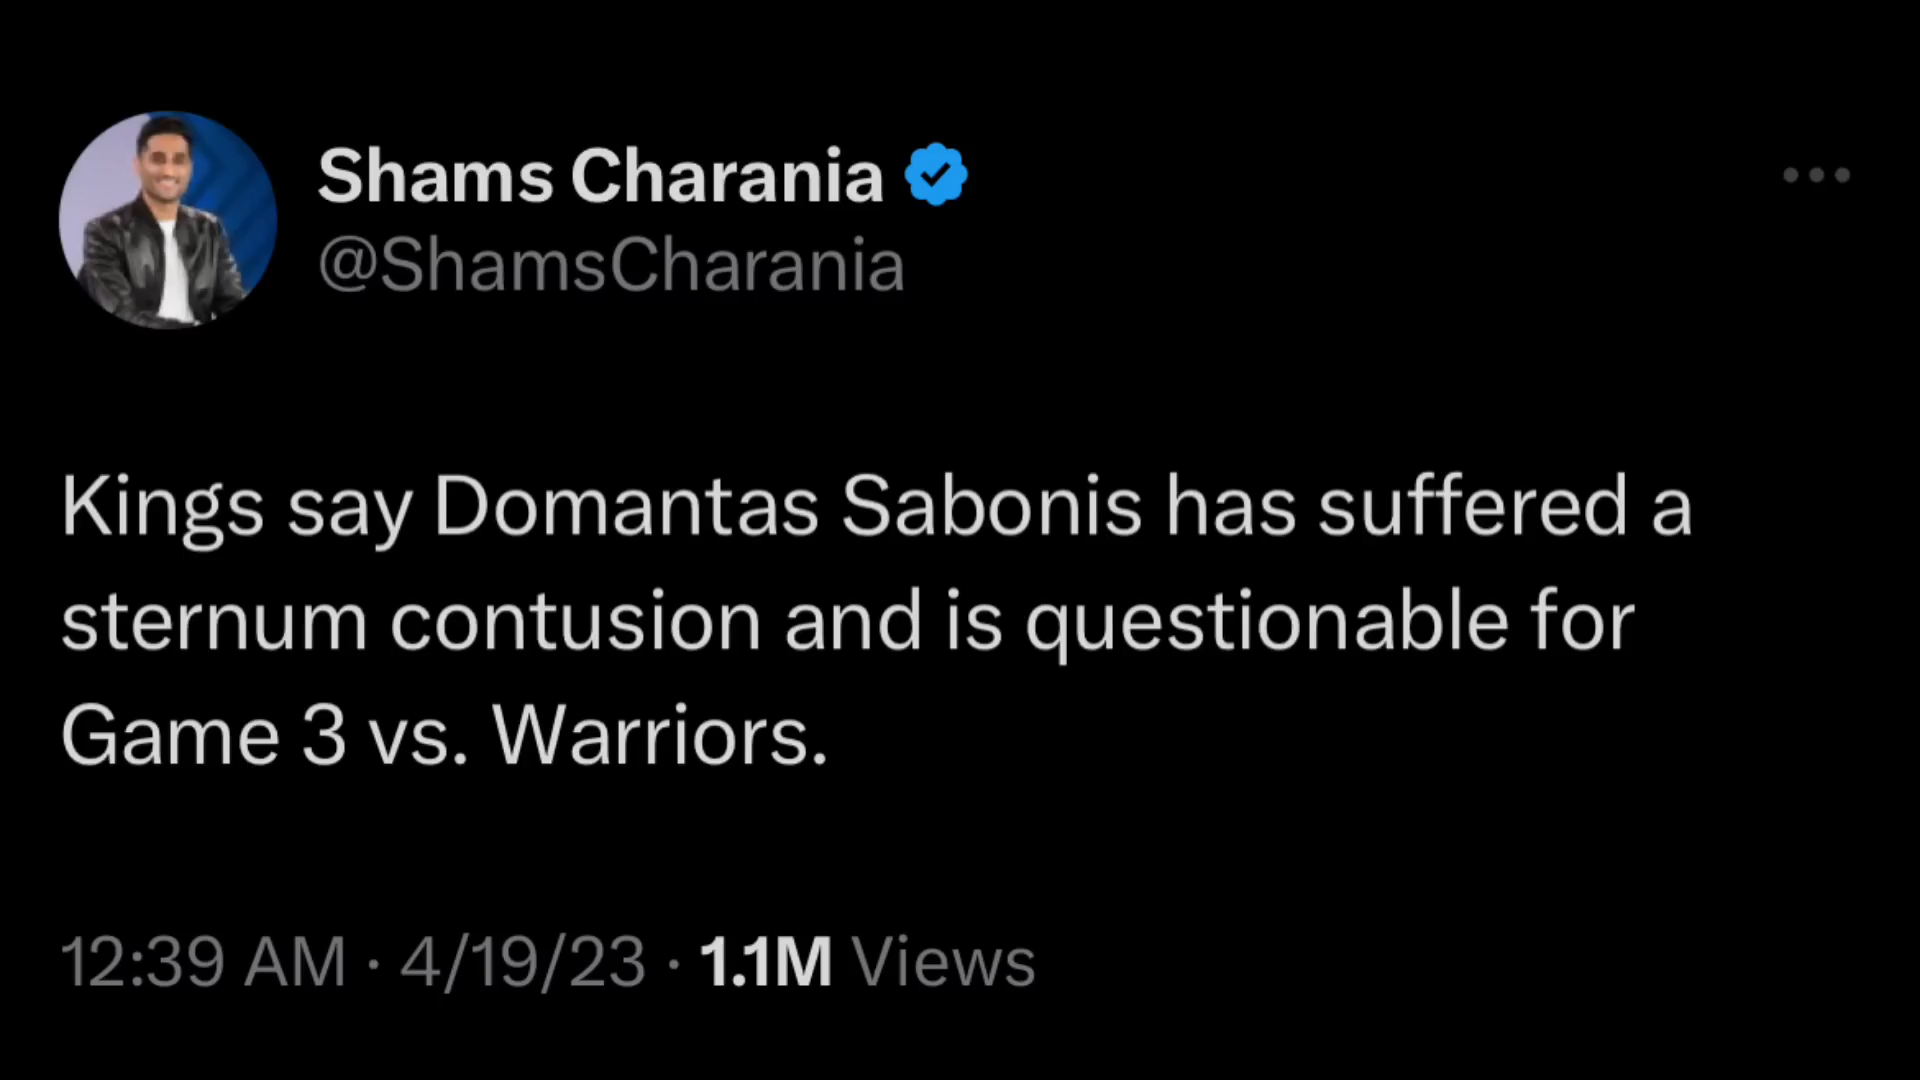 Shams Charania
@ShamsCharania
Kings say Domantas Sabonis has suffered a
sternum contusion and is questionable for
Game 3 vs. Warriors.
12:39 AM · 4/19/23 · 1.1M Views